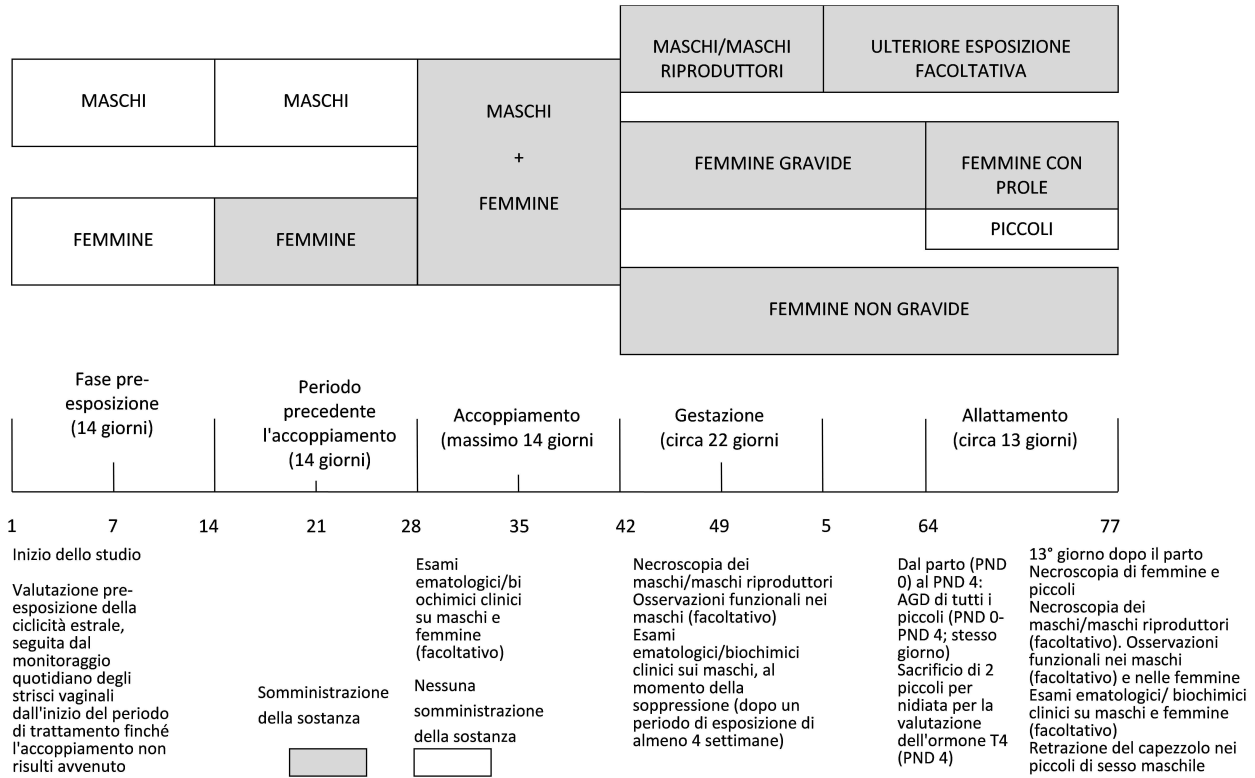 MASCHI/MASCHI
RIPRODUTTORI
ULTERIORE ESPOSIZIONE
FACOLTATIVA
MASCHI
MASCHI
MASCHI
+
FEMMINE
FEMMINE
FEMMINE
FEMMINE GRAVIDE
FEMMINE CON
PROLE
PICCOLI
FEMMINE NON GRAVIDE
Fase pre-
esposizione
(14 giorni)
Periodo
precedente
l'accoppiamento
(14 giorni)
Accoppiamento
(massimo 14 giorni
Gestazione
(circa 22 giorni
Allattamento
(circa 13 giorni)
1 7 14 21 28 35 42 49 5 64 77
Inizio dello studio
Valutazione pre-
esposizione della
ciclicità estrale,
seguita dal
monitoraggio
quotidiano degli
strisci vaginali
dall'inizio del periodo
di trattamento finché
l'accoppiamento non
risulti avvenuto
Somministrazione
della sostanza
Esami
ematologici/bi
ochimici clinici
su maschi e
femmine
(facoltativo)
Nessuna
somministrazione
della sostanza
Necroscopia dei
maschi/maschi riproduttori
Osservazioni funzionali nei
maschi (facoltativo)
Esami
ematologici/biochimici
clinici sui maschi, al
momento della
soppressione (dopo un
periodo di esposizione di
almeno 4 settimane)
Dal parto (PND
0) al PND 4:
AGD di tutti i
piccoli (PND 0-
PND 4; stesso
giorno)
Sacrificio di 2
piccoli per
nidiata per la
valutazione
dell'ormone T4
(PND 4)
13° giorno dopo il parto
Necroscopia di femmine e
piccoli
Necroscopia dei
maschi/maschi riproduttori
(facoltativo). Osservazioni
funzionali nei maschi
(facoltativo) e nelle femmine
Esami ematologici/ biochimici
clinici su maschi e femmine
(facoltativo)
Retrazione del capezzolo nei
piccoli di sesso maschile